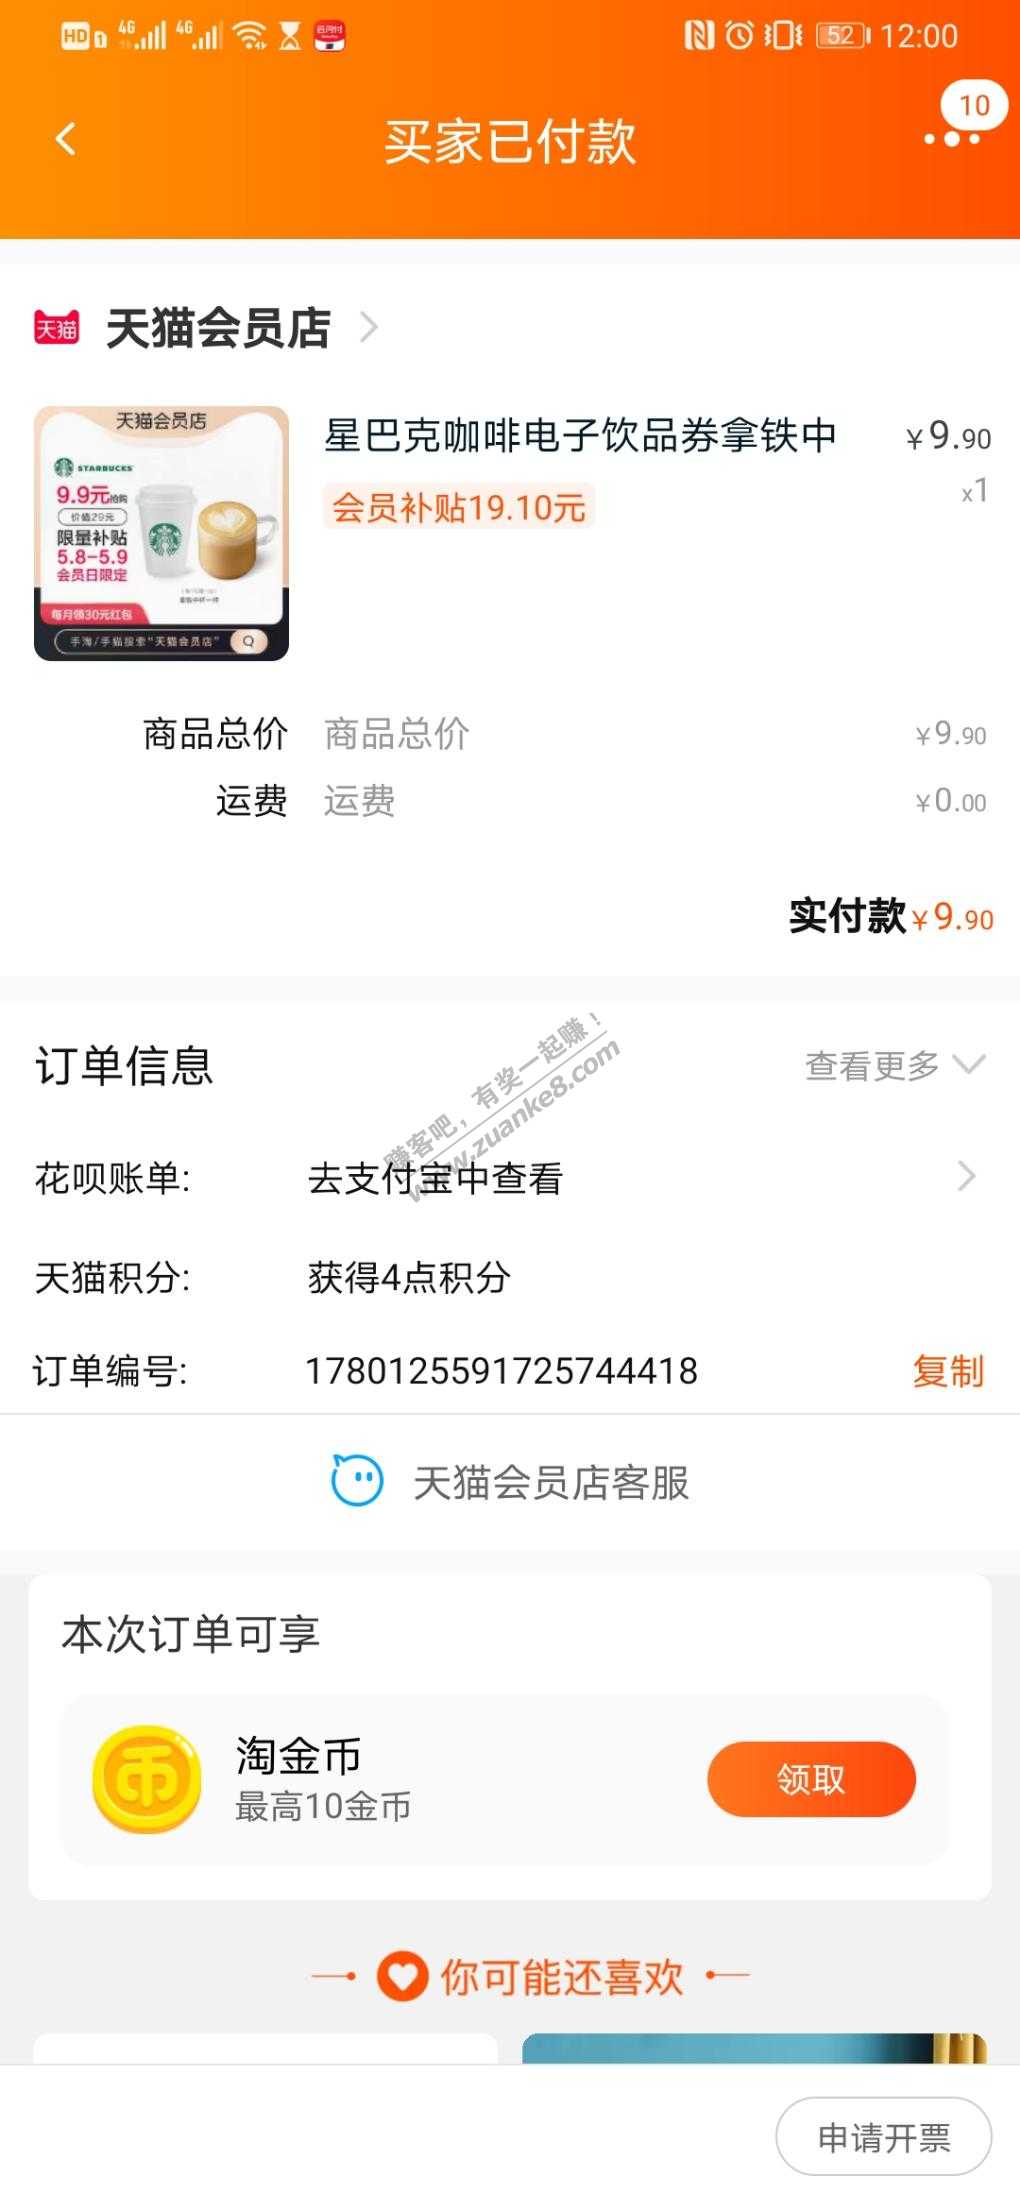 HD 1 4G 4G 52 12:00
10
买家已付款
天猫 天猫会员店
天猫会员店
STARBUCKS
9.9元抢购
价值29元
限量补贴
5.8-5.9
会员日限定
每月领30元红包
手淘/手猫搜索“天猫会员店”
星巴克咖啡电子饮品券拿铁中 ¥9.90
会员补贴19.10元 x1
商品总价 商品总价 ¥9.90
运费 运费 ¥0.00
实付款¥9.90
订单信息 查看更多
赚客吧，有奖一起赚！
www.zuanke8.com
花呗账单: 去支付宝中查看
天猫积分: 获得4点积分
订单编号: 1780125591725744418 复制
天猫会员店客服
本次订单可享
币 淘金币 领取
最高10金币
你可能还喜欢
申请开票